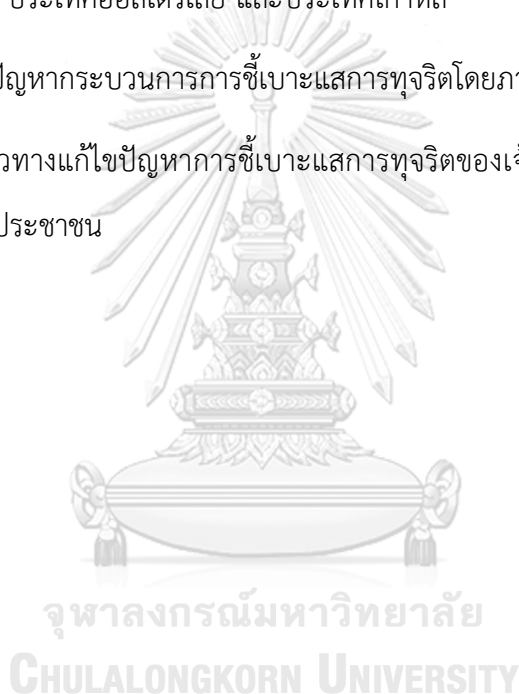 ประเทศออสเตรเลีย และประเทศเกาหลี
ปัญหากระบวนการการชี้เบาะแสการทุจริตโดยภา
วทางแก้ไขปัญหาการชี้เบาะแสการทุจริตของเจ้
ประชาชน
จุฬาลงกรณ์มหาวิทยาลัย
CHULALONGKORN UNIVERSITY